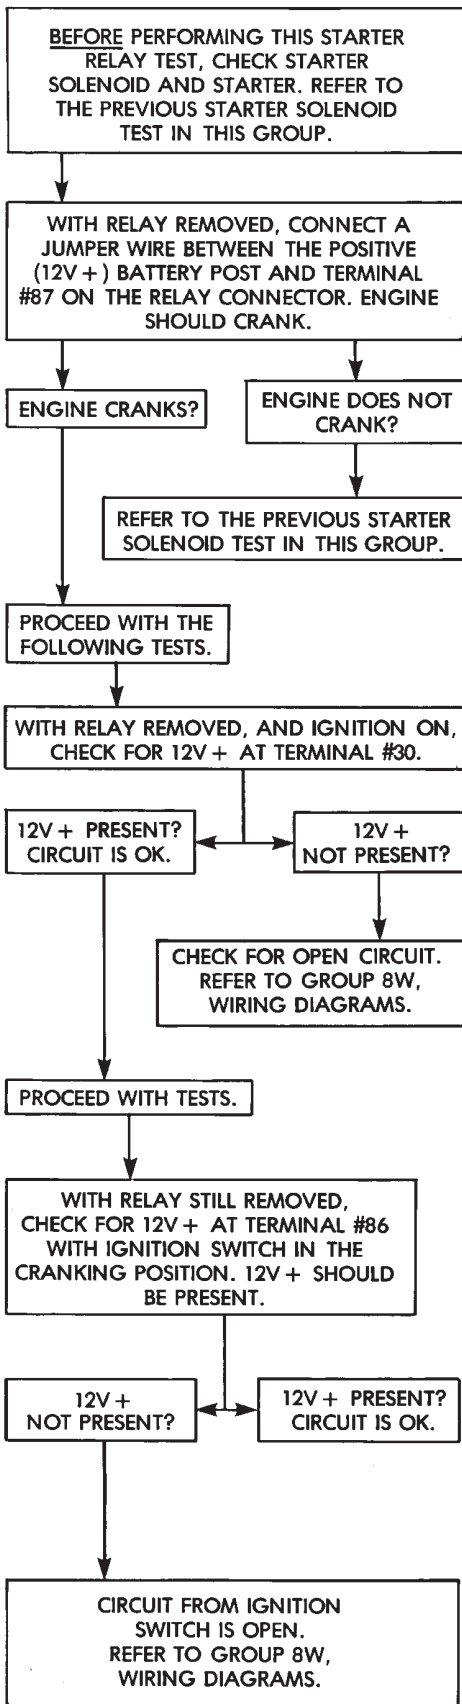 BEFORE PERFORMING THIS STARTER
RELAY TEST, CHECK STARTER
SOLENOID AND STARTER. REFER TO
THE PREVIOUS STARTER SOLENOID
TEST IN THIS GROUP.
WITH RELAY REMOVED, CONNECT A
JUMPER WIRE BETWEEN THE POSITIVE
(12V+) BATTERY POST AND TERMINAL
#87 ON THE RELAY CONNECTOR. ENGINE
SHOULD CRANK.
ENGINE CRANKS?
ENGINE DOES NOT
CRANK?
REFER TO THE PREVIOUS STARTER
SOLENOID TEST IN THIS GROUP.
PROCEED WITH THE
FOLLOWING TESTS.
WITH RELAY REMOVED, AND IGNITION ON,
CHECK FOR 12V+ AT TERMINAL #30.
12V+ PRESENT?
CIRCUIT IS OK.
12V+
NOT PRESENT?
CHECK FOR OPEN CIRCUIT.
REFER TO GROUP 8W,
WIRING DIAGRAMS.
PROCEED WITH TESTS.
WITH RELAY STILL REMOVED,
CHECK FOR 12V+ AT TERMINAL #86
WITH IGNITION SWITCH IN THE
CRANKING POSITION. 12V+ SHOULD
BE PRESENT.
12V+
NOT PRESENT?
12V+ PRESENT?
CIRCUIT IS OK.
CIRCUIT FROM IGNITION
SWITCH IS OPEN.
REFER TO GROUP 8W,
WIRING DIAGRAMS.